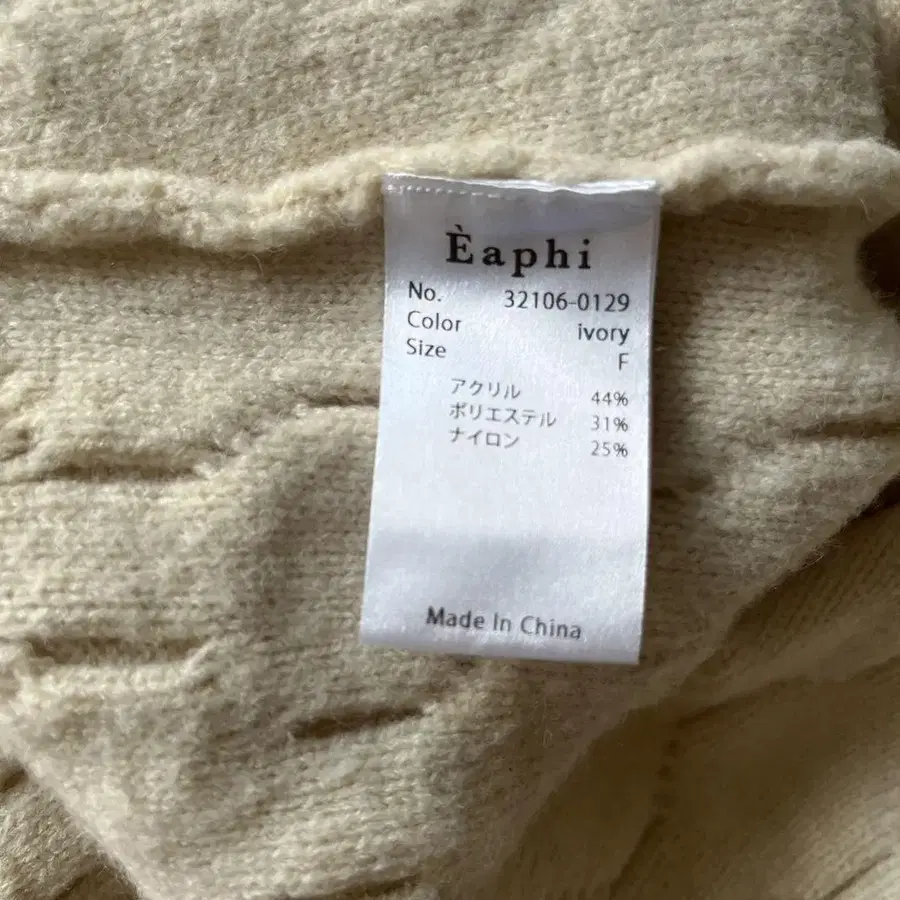 Èaphi
No. 32106-0129
Color ivory
Size F
アクリル 44%
ポリエステル 31%
ナイロン 25%
Made In China